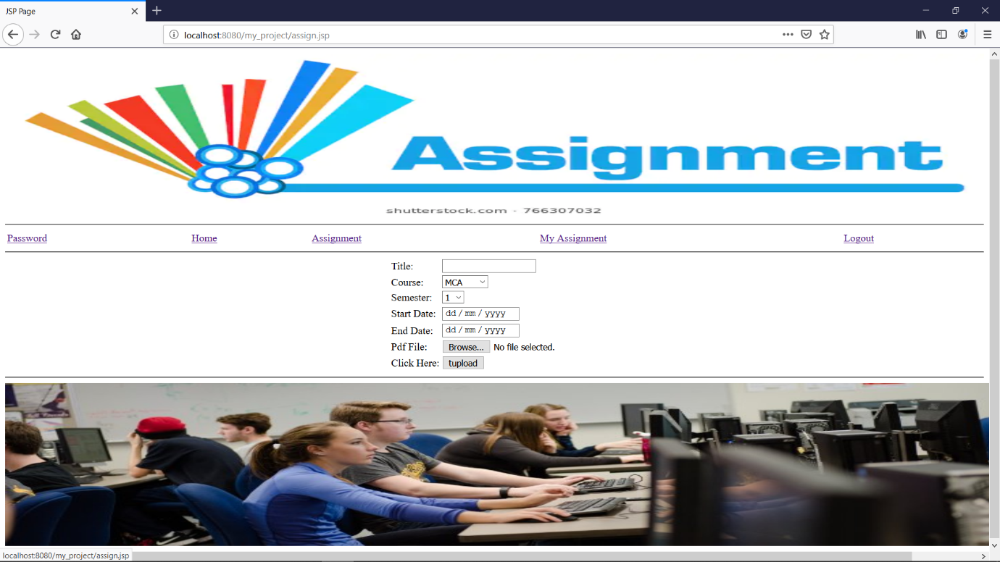 JSP Page
localhost:8080/my_project/assign.jsp
Assignment
shutterstock.com · 766307032
Password Home Assignment My Assignment Logout
Title:
Course: MCA
Semester: 1
Start Date: dd / mm / yyyy
End Date: dd / mm / yyyy
Pdf File: Browse... No file selected.
Click Here: tupload
localhost:8080/my_project/assign.jsp